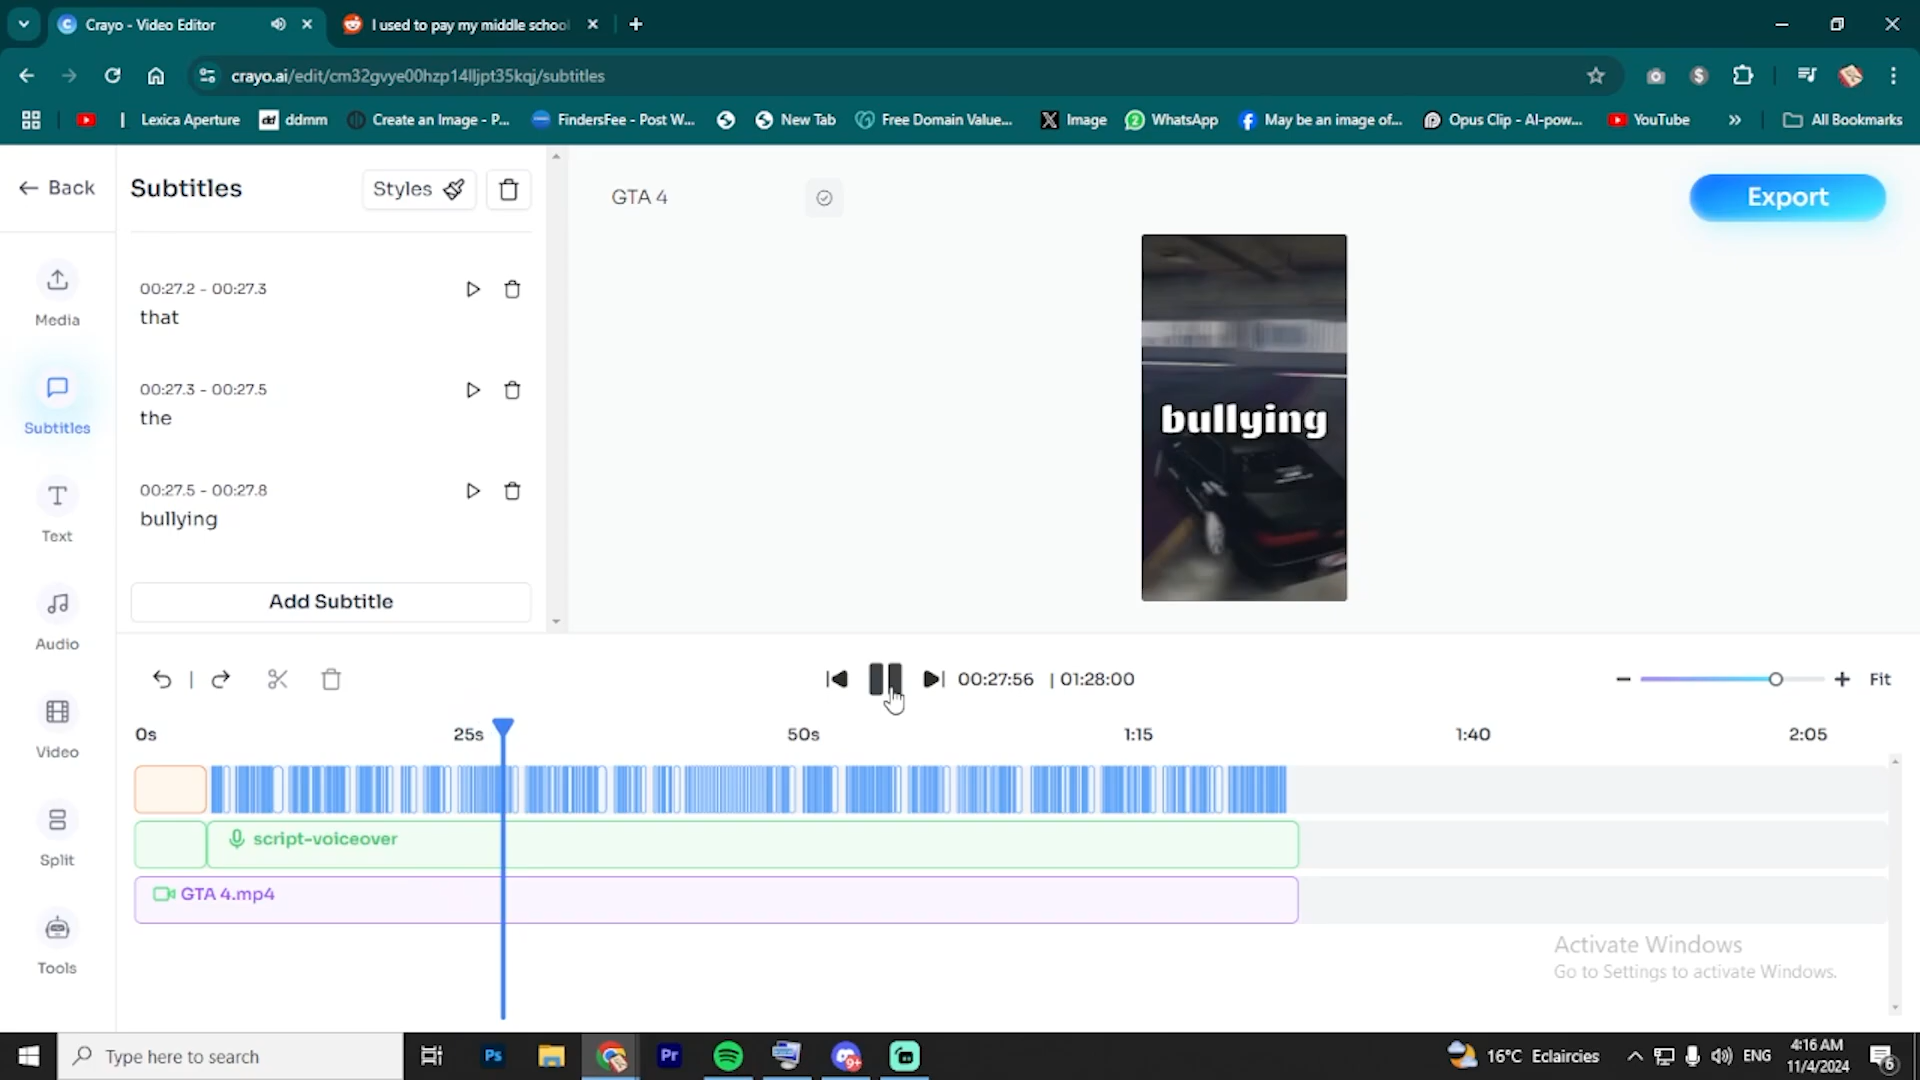 Crayo - Video Editor
I used to pay my middle school
crayo.ai/edit/cm32gvye00hzp14lljpt35kqj/subtitles
Lexica Aperture
dd ddmm
Create an Image - P...
FindersFee - Post W...
New Tab
Free Domain Value...
Image
WhatsApp
May be an image of...
Opus Clip - AI-pow...
YouTube
All Bookmarks
Back
Subtitles
Styles
GTA 4
Export
Media
Subtitles
Text
Audio
Video
Split
Tools
00:27.2 - 00:27.3
that
00:27.3 - 00:27.5
the
00:27.5 - 00:27.8
bullying
Add Subtitle
bullying
00:27:56 | 01:28:00
Fit
0s 25s 50s 1:15 1:40 2:05
script-voiceover
GTA 4.mp4
Activate Windows
Go to Settings to activate Windows.
Type here to search
Ps
Pr
9+
16°C Eclaircies
ENG
4:16 AM
11/4/2024
6